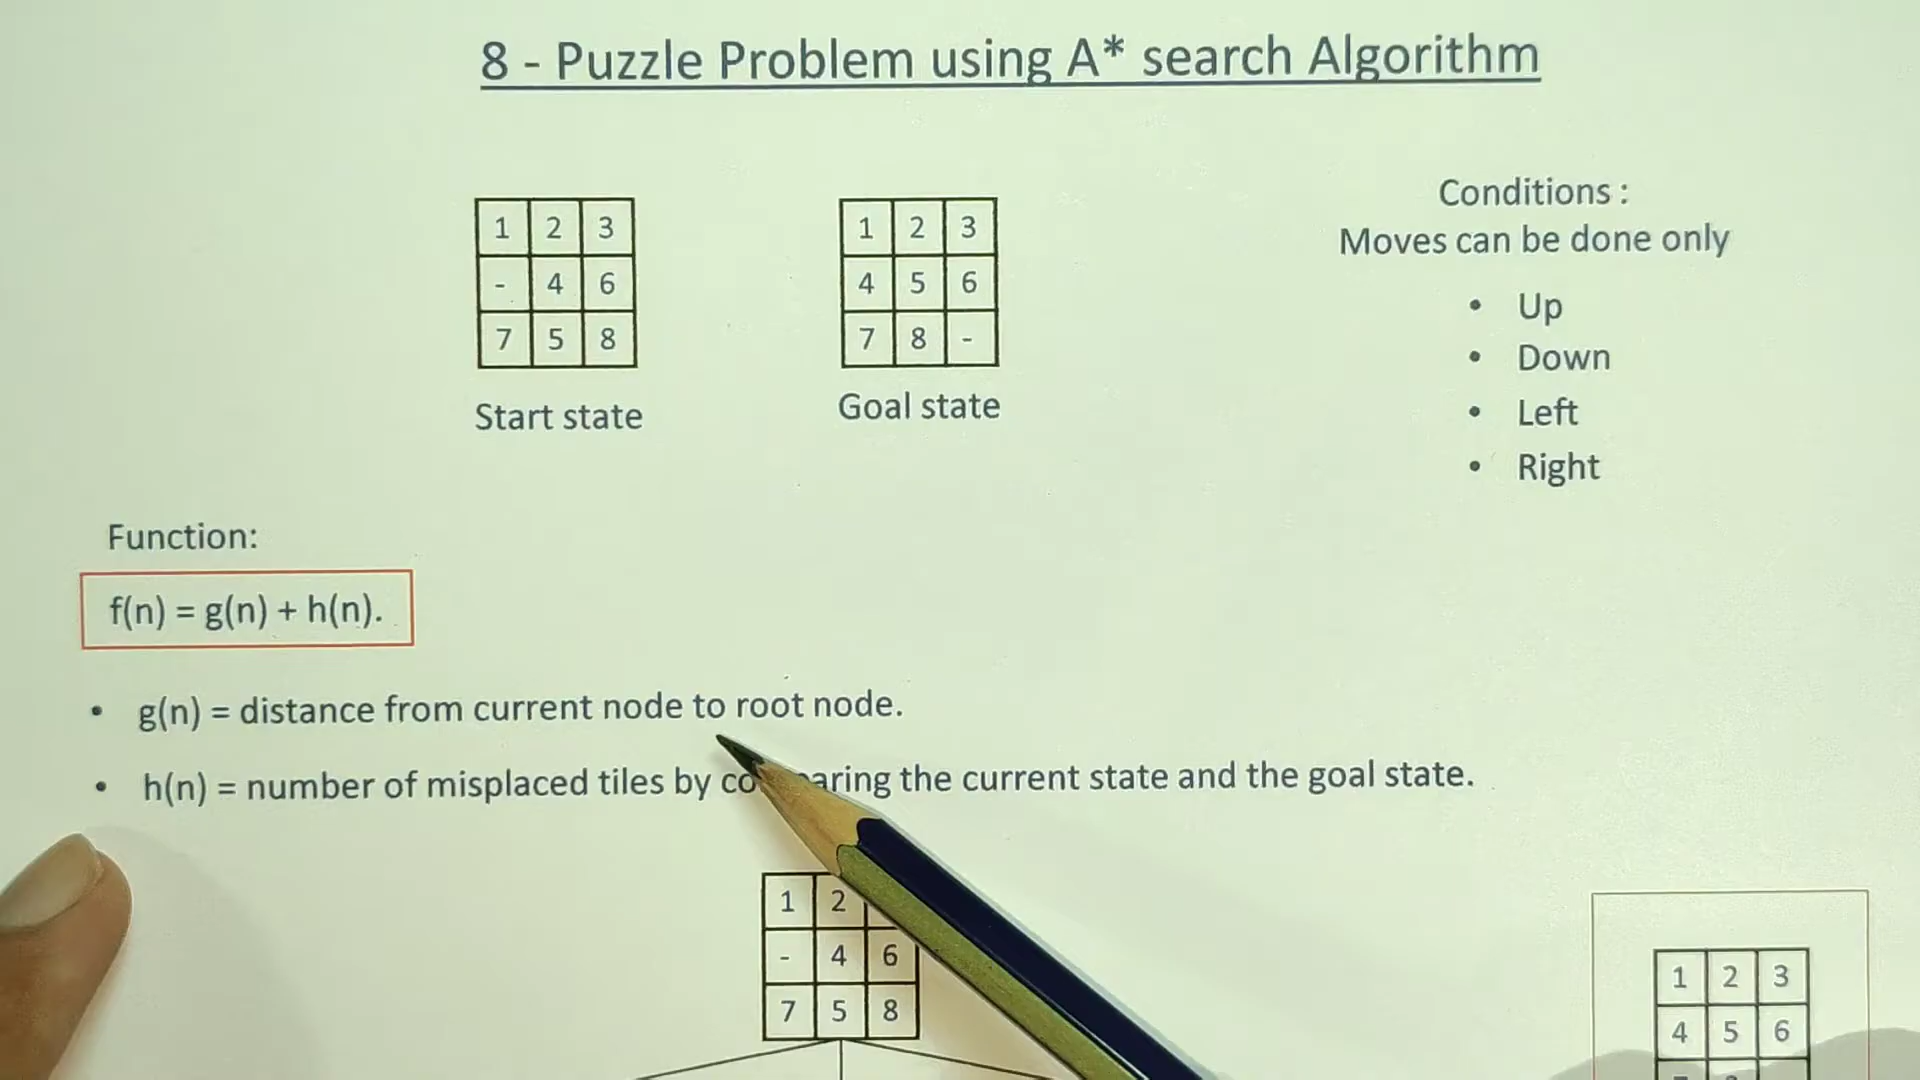 8 - Puzzle Problem using A* search Algorithm
1 2 3
- 4 6
7 5 8
Start state
1 2 3
4 5 6
7 8 -
Goal state
Conditions :
Moves can be done only
• Up
• Down
• Left
• Right
Function:
f(n) = g(n) + h(n).
• g(n) = distance from current node to root node.
• h(n) = number of misplaced tiles by the current state and the goal state.
1 2
- 4 6
7 5 8
1 2 3
4 5 6